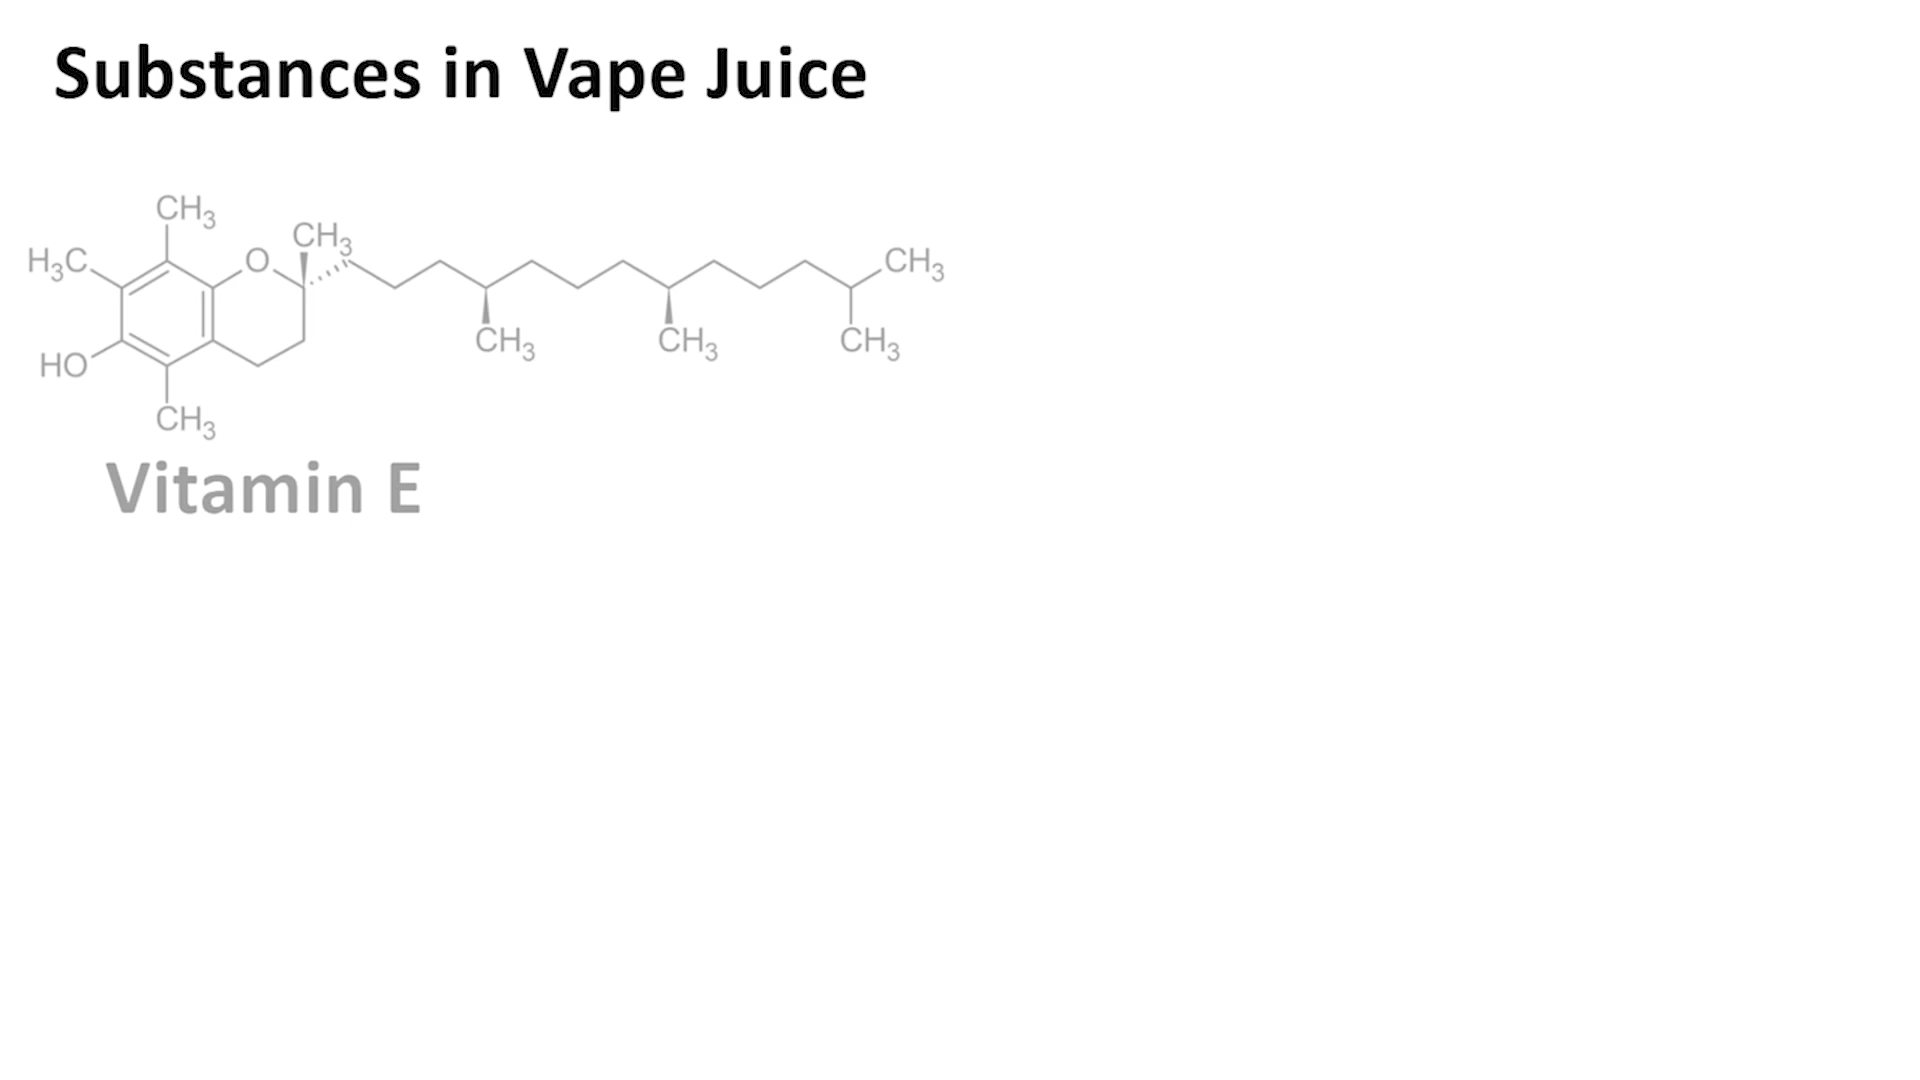 Substances in Vape Juice
CH₃
CH₃
H₃C
O
CH₃
CH₃
CH₃
CH₃
HO
CH₃
Vitamin E